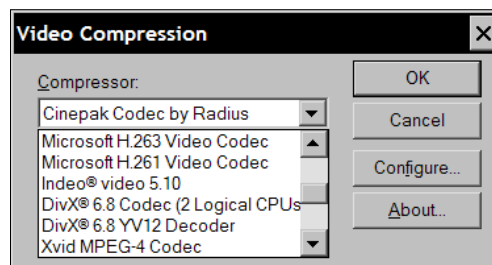 Video Compression
Compressor:
Cinepak Codec by Radius
Microsoft H.263 Video Codec
Microsoft H.261 Video Codec
Indeo® video 5.10
DivX® 6.8 Codec (2 Logical CPUs
DivX® 6.8 YV12 Decoder
Xvid MPEG-4 Codec
OK
Cancel
Configure...
About...